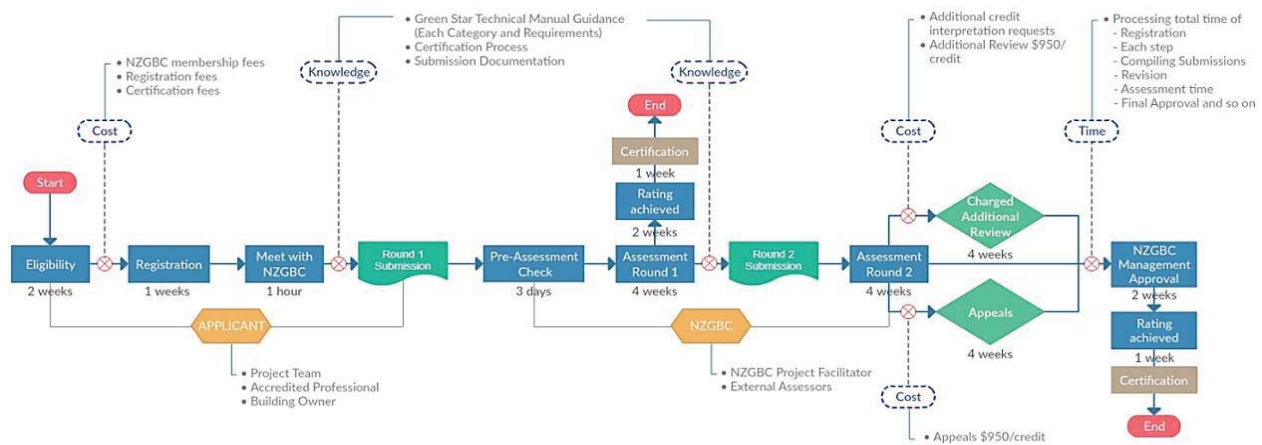 • Green Star Technical Manual Guidance
(Each Category and Requirements)
• Certification Process
• Submission Documentation
• Additional credit
interpretation requests
• Additional Review $950/
credit
• Processing total time of
- Registration
- Each step
- Compiling Submissions
- Revision
- Assessment time
- Final Approval and so on
• NZGBC membership fees
• Registration fees
• Certification fees
Knowledge
Knowledge
End
Cost
Cost
Time
Certification
1 week
Start
Rating
achieved
2 weeks
Charged
Additional
Review
4 weeks
Eligibility
2 weeks
Registration
1 weeks
Meet with
NZGBC
1 hour
Round 1
Submission
Pre-Assessment
Check
3 days
Assessment
Round 1
4 weeks
Round 2
Submission
Assessment
Round 2
4 weeks
NZGBC
Management
Approval
2 weeks
APPLICANT
NZGBC
Appeals
4 weeks
Rating
achieved
1 week
• Project Team
• Accredited Professional
• Building Owner
• NZGBC Project Facilitator
• External Assessors
Cost
Certification
End
• Appeals $950/credit